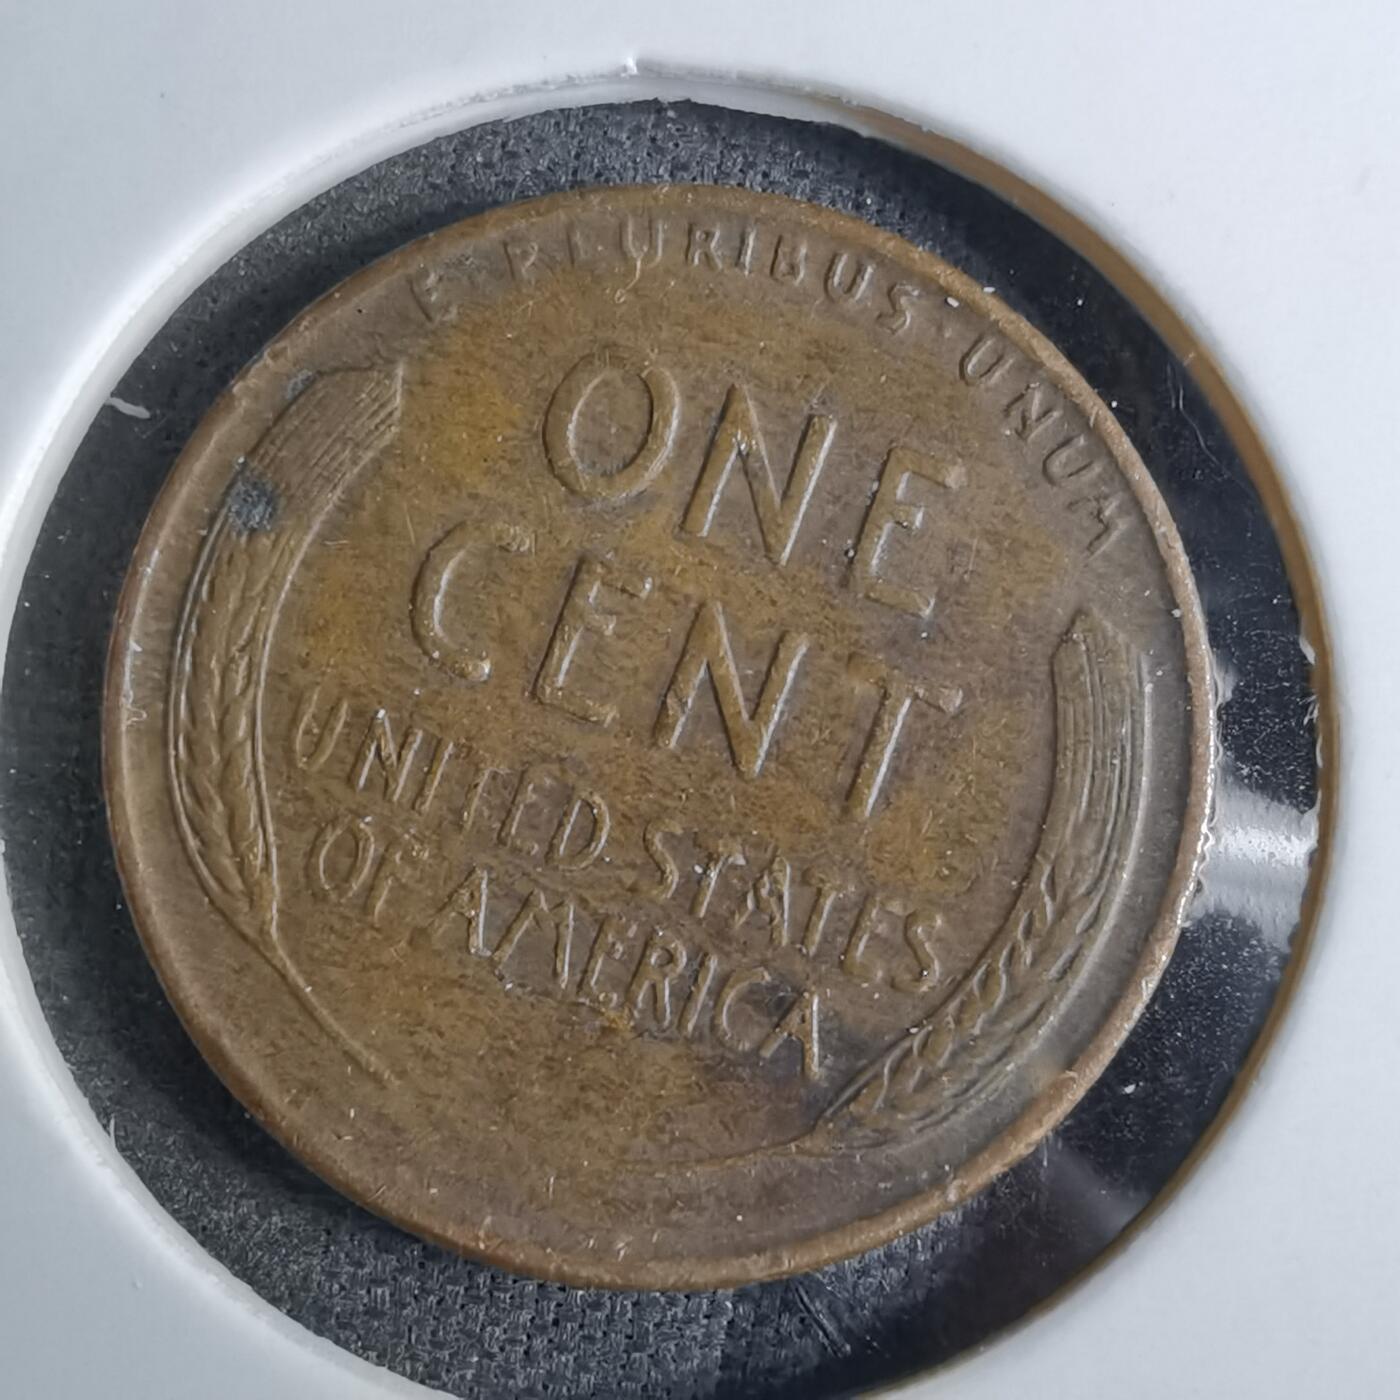 E · PLURIBUS · UNUM
ONE
CENT
UNITED STATES
OF AMERICA